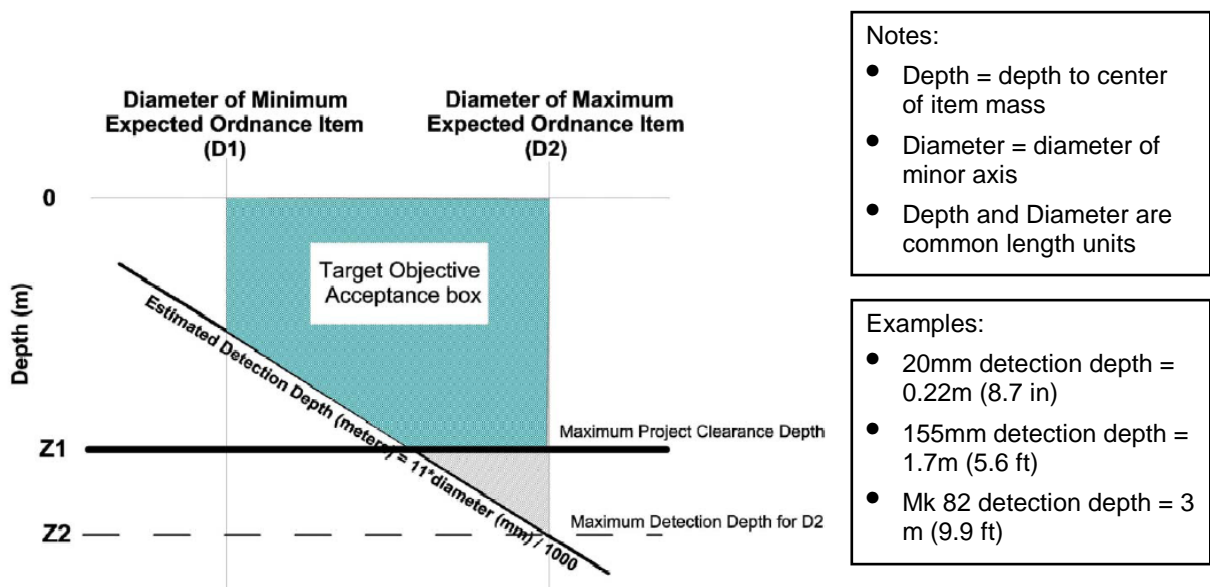 Diameter of Minimum
Expected Ordnance Item
(D1)
Diameter of Maximum
Expected Ordnance Item
(D2)
0
Target Objective
Acceptance box
Depth (m)
Estimated Detection Depth (meters) = 11*diameter (mm) / 1000
Z1
Maximum Project Clearance Depth
Z2
Maximum Detection Depth for D2
Notes:
• Depth = depth to center
of item mass
• Diameter = diameter of
minor axis
• Depth and Diameter are
common length units
Examples:
• 20mm detection depth =
0.22m (8.7 in)
• 155mm detection depth =
1.7m (5.6 ft)
• Mk 82 detection depth = 3
m (9.9 ft)